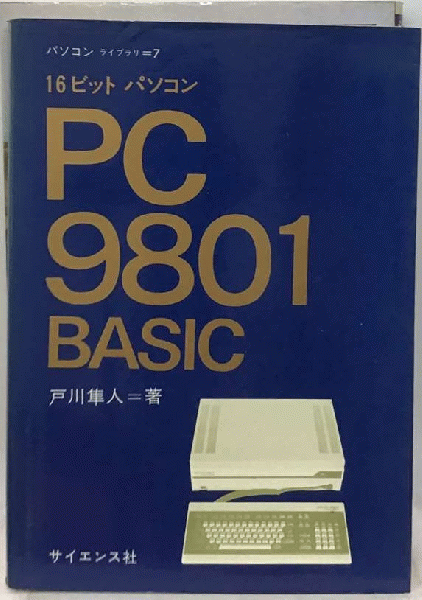 パソコン ライブラリ=7
16ビット パソコン
PC
9801
BASIC
戸川隼人=著
サイエンス社